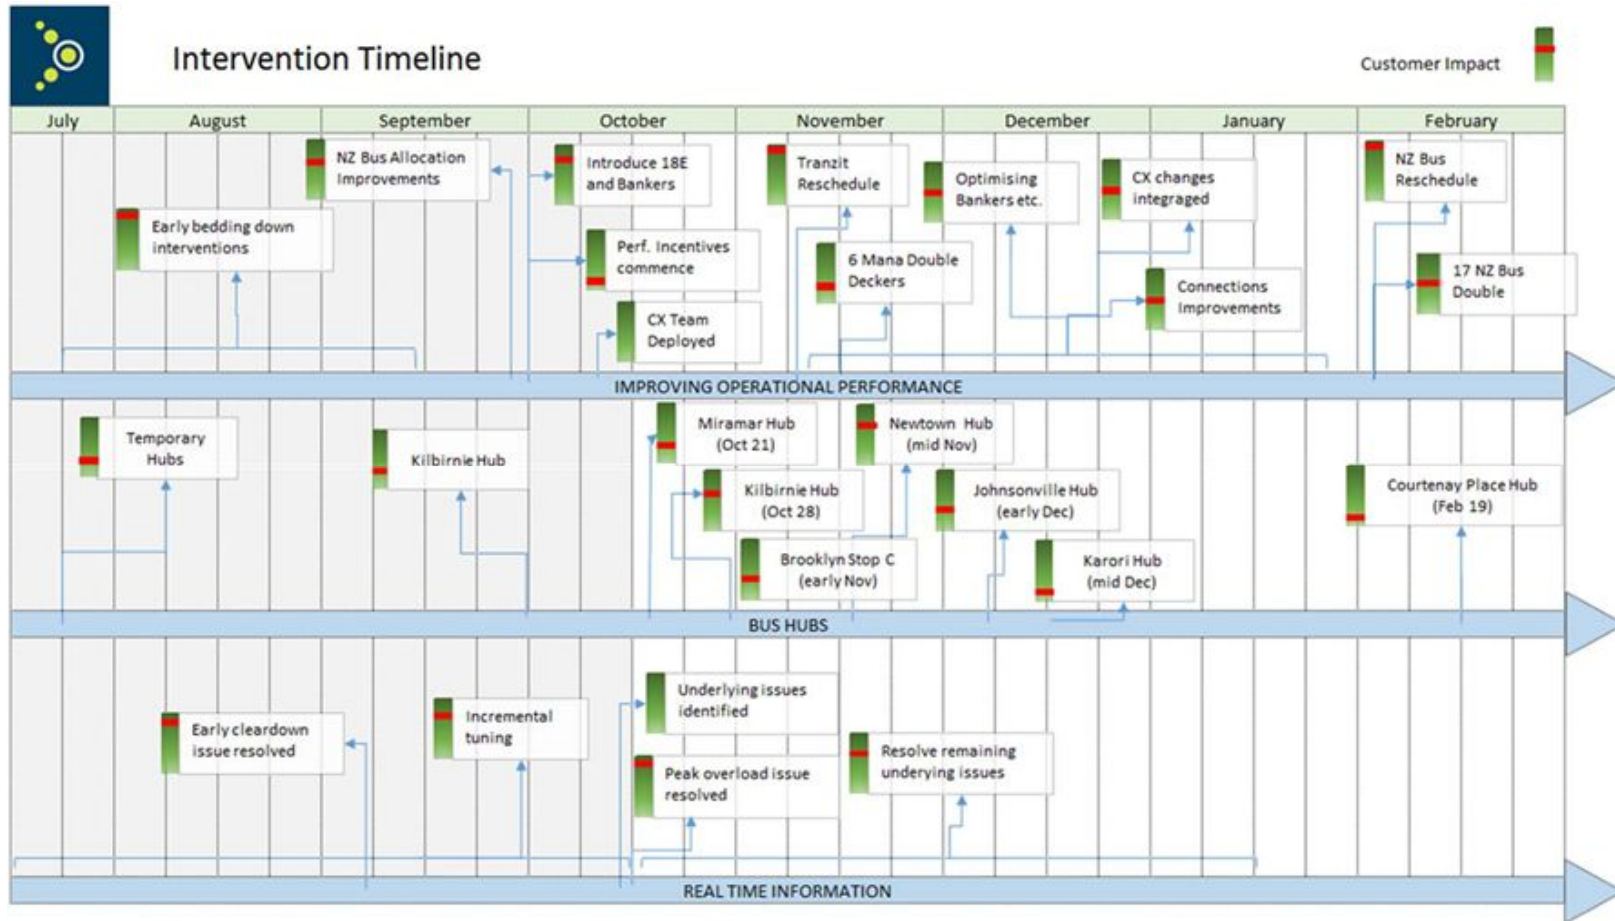 Intervention Timeline
Customer Impact
July
August
September
October
November
December
January
February
NZ Bus Allocation
Improvements
Early bedding down
interventions
Introduce 18E
and Bankers
Perf. Incentives
commence
CX Team
Deployed
Tranzit
Reschedule
6 Mana Double
Deckers
Optimising
Bankers etc.
CX changes
integraged
Connections
Improvements
NZ Bus
Reschedule
17 NZ Bus
Double
IMPROVING OPERATIONAL PERFORMANCE
Temporary
Hubs
Kilbirnie Hub
Miramar Hub
(Oct 21)
Kilbirnie Hub
(Oct 28)
Brooklyn Stop C
(early Nov)
Newtown Hub
(mid Nov)
Johnsonville Hub
(early Dec)
Karori Hub
(mid Dec)
Courtenay Place Hub
(Feb 19)
BUS HUBS
Early cleardown
issue resolved
Incremental
tuning
Underlying issues
identified
Peak overload issue
resolved
Resolve remaining
underying issues
REAL TIME INFORMATION